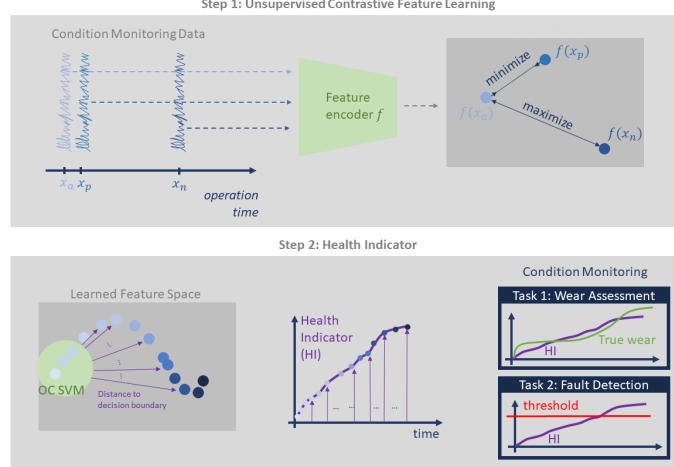 Step 1: Unsupervised Contrastive Feature Learning
Condition Monitoring Data
Feature
encoder f
minimize
f(x_p)
f(x_a)
maximize
f(x_n)
x_a x_p x_n
operation
time
Step 2: Health Indicator
Learned Feature Space
OC SVM
Distance to
decision boundary
Health
Indicator
(HI)
... ... ...
time
Condition Monitoring
Task 1: Wear Assessment
True wear
HI
Task 2: Fault Detection
threshold
HI